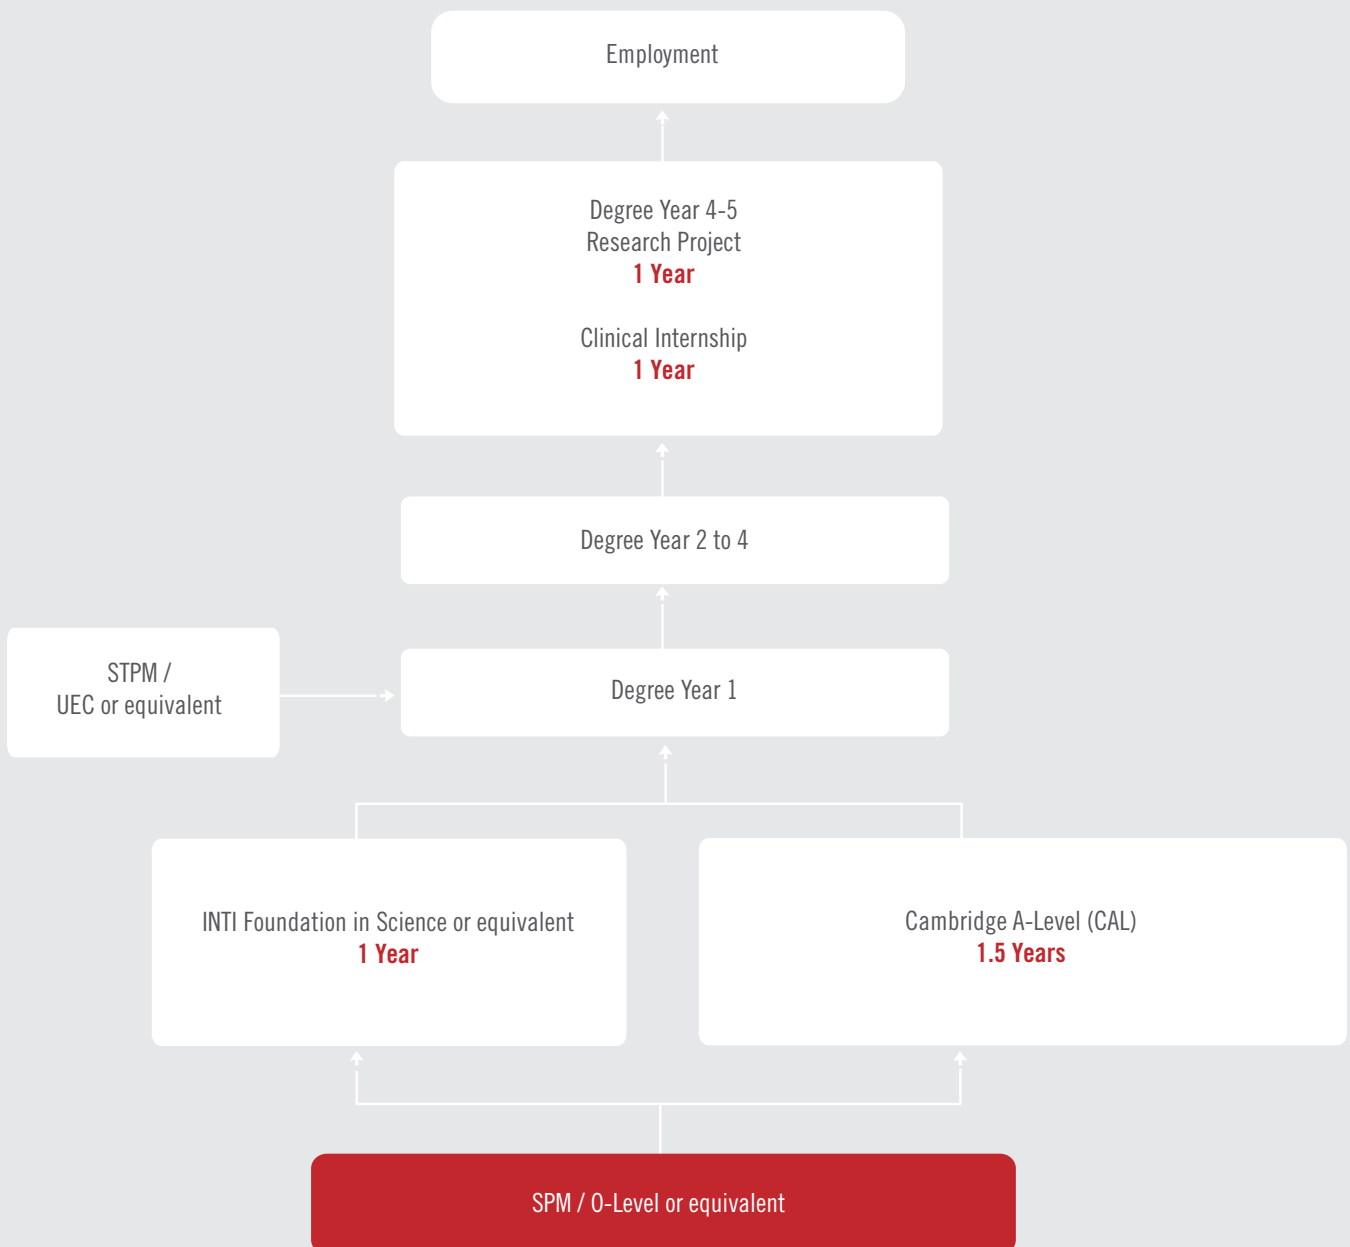 Employment
Degree Year 4-5
Research Project
1 Year
Clinical Internship
1 Year
Degree Year 2 to 4
STPM /
UEC or equivalent
Degree Year 1
INTI Foundation in Science or equivalent
1 Year
Cambridge A-Level (CAL)
1.5 Years
SPM / O-Level or equivalent